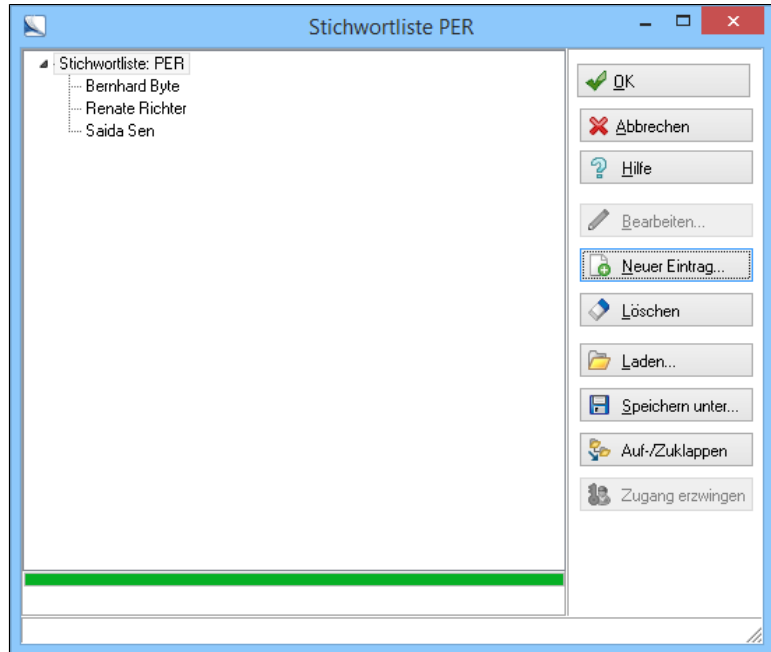 Stichwortliste PER
Stichwortliste: PER
Bernhard Byte
Renate Richter
Saida Sen
OK
Abbrechen
Hilfe
Bearbeiten...
Neuer Eintrag...
Löschen
Laden...
Speichern unter...
Auf-/Zuklappen
Zugang erzwingen